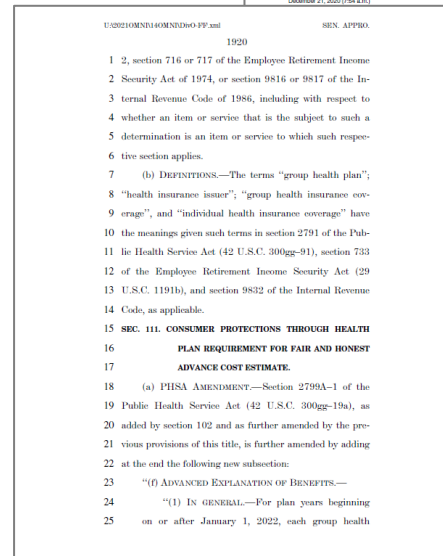 December 21, 2020 (7:54 a.m.)
U:\2021OMNI\14OMNI\DivO-FF.xml SEN. APPRO.
1920
1 2, section 716 or 717 of the Employee Retirement Income
2 Security Act of 1974, or section 9816 or 9817 of the In-
3 ternal Revenue Code of 1986, including with respect to
4 whether an item or service that is the subject to such a
5 determination is an item or service to which such respec-
6 tive section applies.
7 (b) DEFINITIONS.—The terms “group health plan”;
8 “health insurance issuer”; “group health insurance cov-
9 erage”, and “individual health insurance coverage” have
10 the meanings given such terms in section 2791 of the Pub-
11 lic Health Service Act (42 U.S.C. 300gg–91), section 733
12 of the Employee Retirement Income Security Act (29
13 U.S.C. 1191b), and section 9832 of the Internal Revenue
14 Code, as applicable.
15 SEC. 111. CONSUMER PROTECTIONS THROUGH HEALTH
16 PLAN REQUIREMENT FOR FAIR AND HONEST
17 ADVANCE COST ESTIMATE.
18 (a) PHSA AMENDMENT.—Section 2799A–1 of the
19 Public Health Service Act (42 U.S.C. 300gg–19a), as
20 added by section 102 and as further amended by the pre-
21 vious provisions of this title, is further amended by adding
22 at the end the following new subsection:
23 “(f) ADVANCED EXPLANATION OF BENEFITS.—
24 “(1) IN GENERAL.—For plan years beginning
25 on or after January 1, 2022, each group health